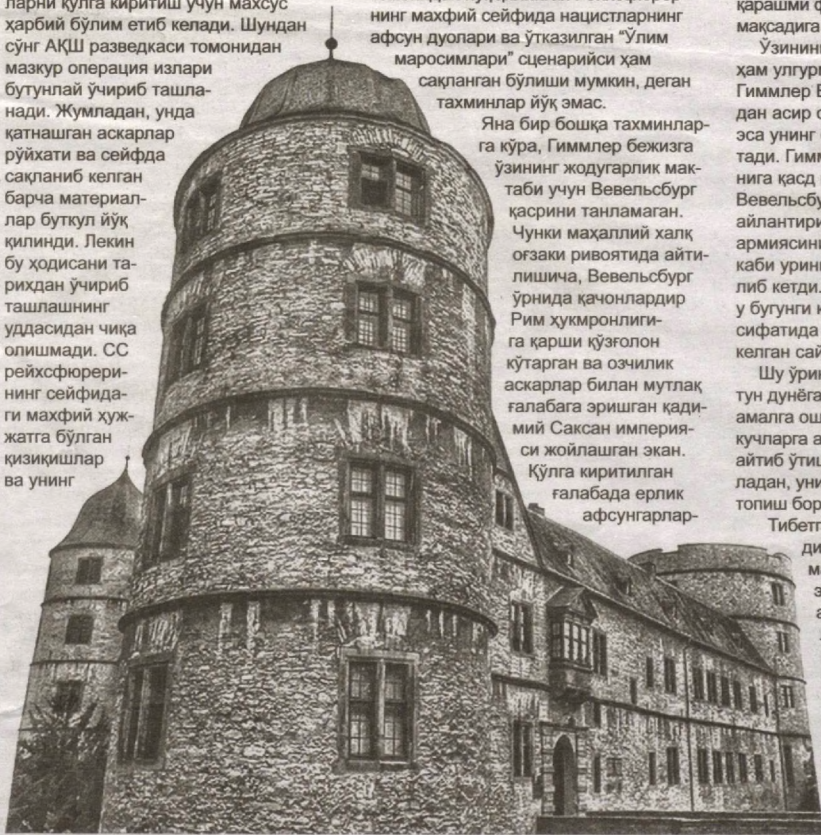 ларни қўлга киритиш учун махсус
ҳарбий бўлим етиб келади. Шундан
сўнг АҚШ разведкаси томонидан
мазкур операция излари
бутунлай ўчириб ташла-
нади. Жумладан, унда
қатнашган аскарлар
рўйхати ва сейфда
сақланиб келган
барча материал-
лар буткул йўқ
қилинди. Лекин
бу ҳодисани та-
рихдан ўчириб
ташлашнинг
уддасидан чиқа
олишмади. СС
рейхсфюрери-
нинг сейфида-
ги махфий ҳуж-
жатга бўлган
қизиқишлар
ва унинг
нинг махфий сейфида нацистларнинг
афсун дуолари ва ўтказилган “Ўлим
маросимлари” сценарийси ҳам
сақланган бўлиши мумкин, деган
тахминлар йўқ эмас.
Яна бир бошқа тахминлар-
га кўра, Гиммлер бежизга
ўзининг жодугарлик мак-
таби учун Вевельсбург
қасрини танламаган.
Чунки маҳаллий халқ
оғзаки ривоятида айти-
лишича, Вевельсбург
ўрнида қачонлардир
Рим ҳукмронлиги-
га қарши қўзғолон
кўтарган ва озчилик
аскарлар билан мутлақ
ғалабага эришган қади-
мий Саксан империя-
си жойлашган экан.
Қўлга киритилган
ғалабада ерлик
афсунгарлар-
қарашми ф
мақсадига
Ўзининг
ҳам улгур
Гиммлер В
дан асир о
эса унинг
тади. Гимм
нига қасд
Вевельсбу
айлантири
армиясини
каби урин
либ кетди.
у бугунги к
сифатида
келган сай
Шу ўрин
тун дунёга
амалга ош
кучларга а
айтиб ўтиш
ладан, уни
топиш бор
Тибетг
ди
ма
з
а